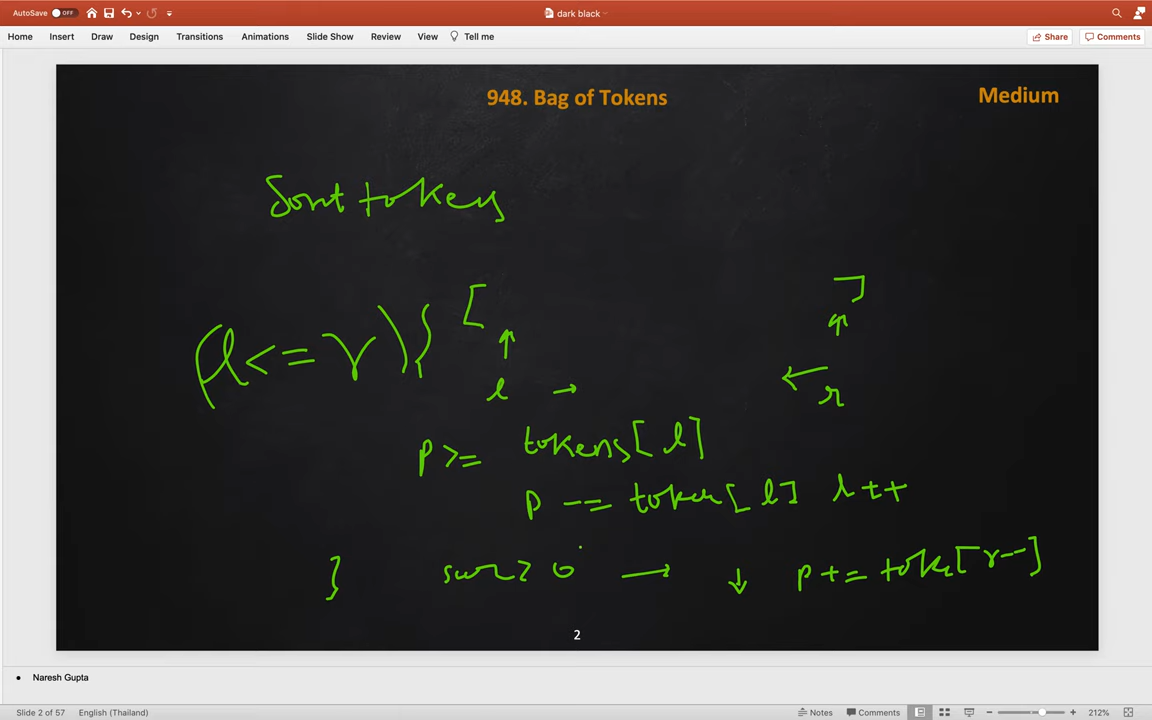 AutoSave OFF dark black
Home Insert Draw Design Transitions Animations Slide Show Review View Tell me Share Comments
948. Bag of Tokens Medium
Sort tokens
[ ]
(l <= r) {
l → ← r
p >= tokens[l]
p -= token[l] l++
} > 0 → ↓ p += toke[r--]
2
• Naresh Gupta
Slide 2 of 57 English (Thailand) Notes Comments 212%